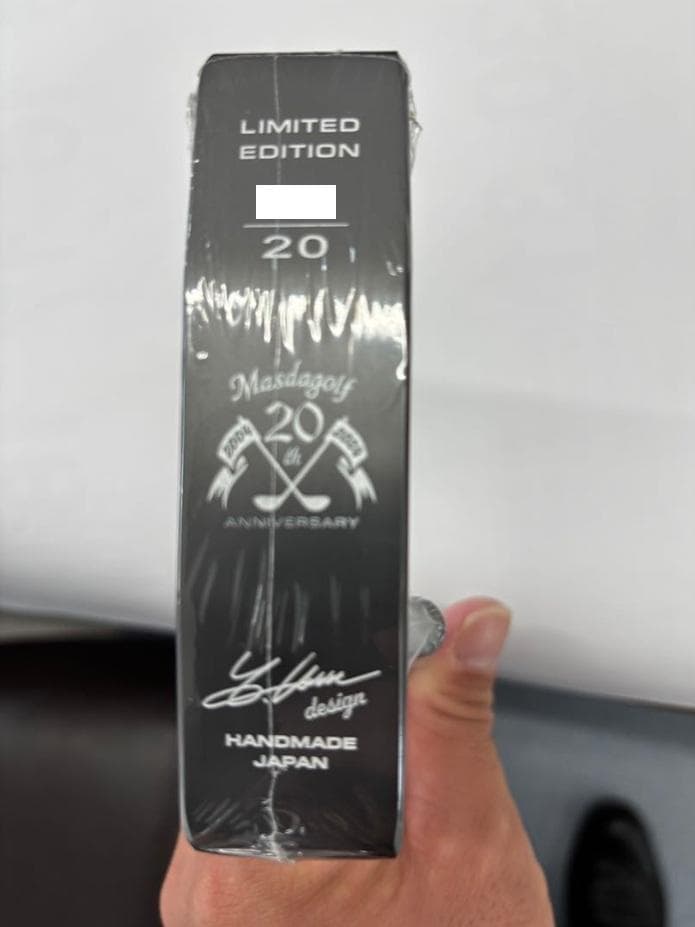 LIMITED
EDITION
20
Masdagolf
20
th
2004
2024
ANNIVERSARY
design
HANDMADE
JAPAN